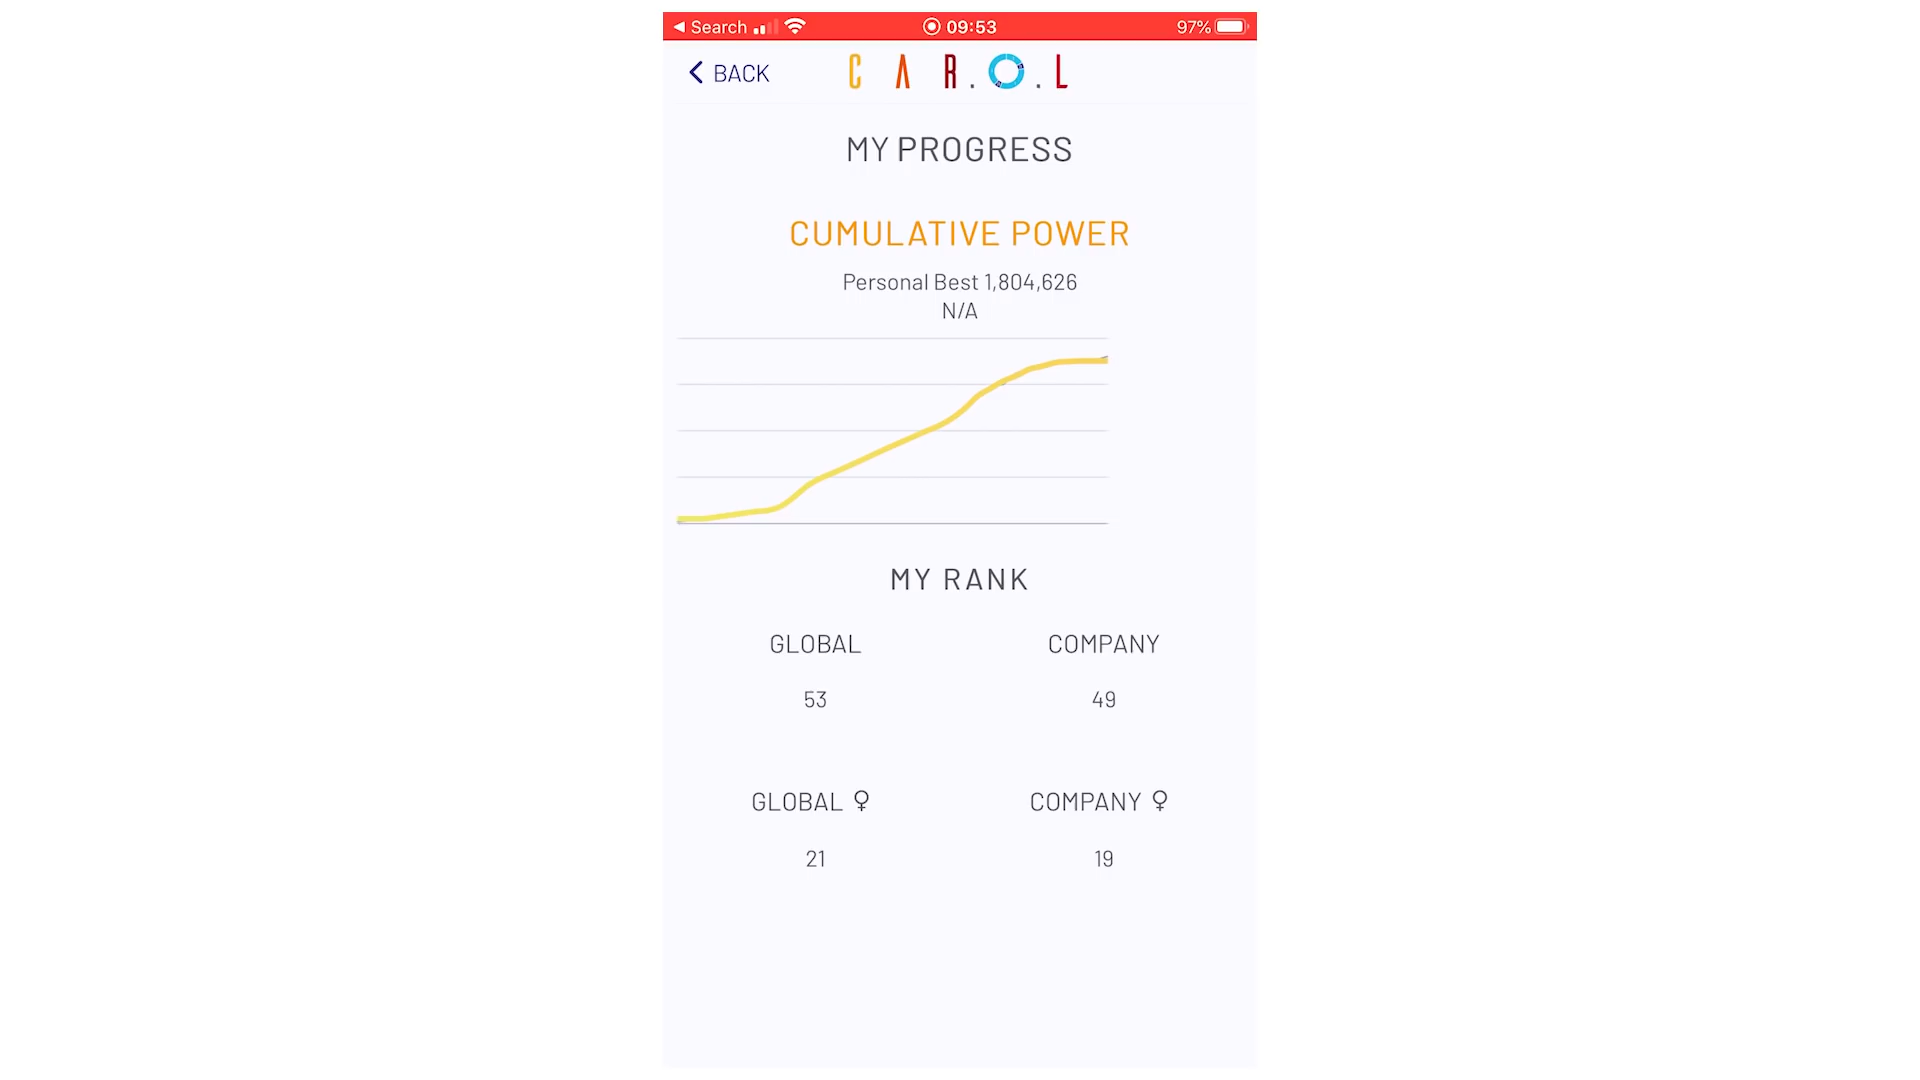 ◀ Search 09:53 97%
BACK CAR.O.L
MY PROGRESS
CUMULATIVE POWER
Personal Best 1,804,626
N/A
MY RANK
GLOBAL COMPANY
53 49
GLOBAL ♀ COMPANY ♀
21 19